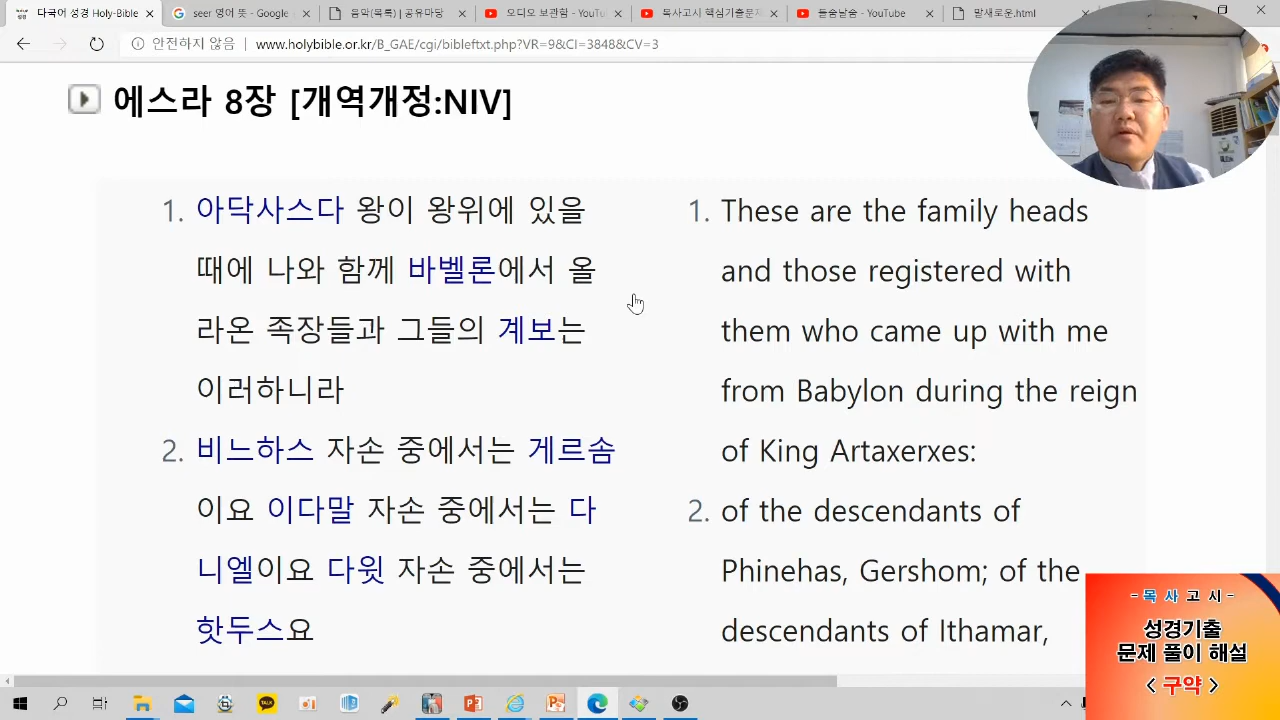 다국어 성경 Holy-Bible
seer 영어 뜻 - Google
음악(목록) | 공유마당
오디오 보관함 - YouTu
목사고시 핵심기출문제
들숨날숨 - YouTube
말새로운.html
안전하지 않음 | www.holybible.or.kr/B_GAE/cgi/bibleftxt.php?VR=9&CI=3848&CV=3
에스라 8장 [개역개정:NIV]
1. 아닥사스다 왕이 왕위에 있을
때에 나와 함께 바벨론에서 올
라온 족장들과 그들의 계보는
이러하니라
2. 비느하스 자손 중에서는 게르솜
이요 이다말 자손 중에서는 다
니엘이요 다윗 자손 중에서는
핫두스요
1. These are the family heads
and those registered with
them who came up with me
from Babylon during the reign
of King Artaxerxes:
2. of the descendants of
Phinehas, Gershom; of the
descendants of Ithamar,
- 목 사 고 시 -
성경기출
문제 풀이 해설
< 구약 >